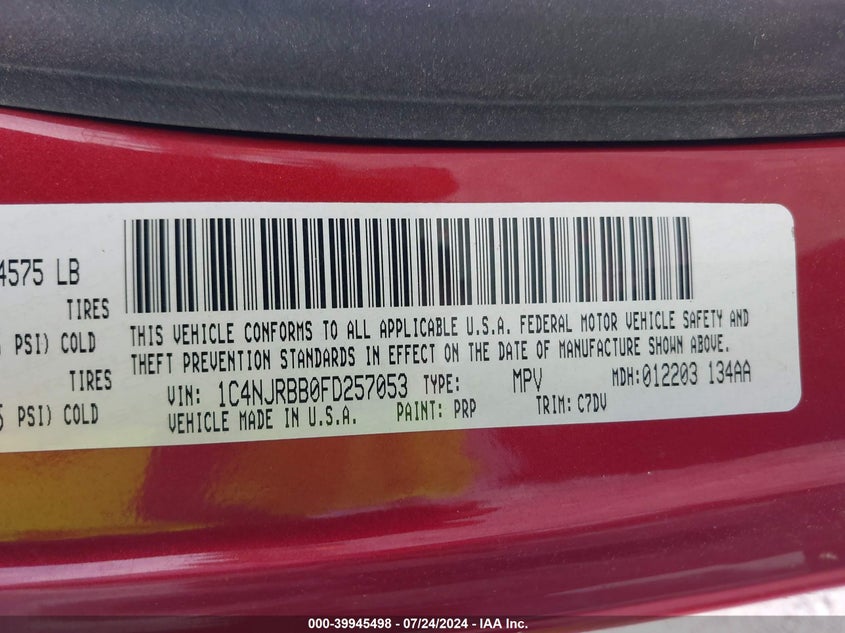 4575 LB
TIRES
PSI) COLD
TIRES
PSI) COLD
THIS VEHICLE CONFORMS TO ALL APPLICABLE U.S.A. FEDERAL MOTOR VEHICLE SAFETY AND
THEFT PREVENTION STANDARDS IN EFFECT ON THE DATE OF MANUFACTURE SHOWN ABOVE.
VIN: 1C4NJRBB0FD257053 TYPE: MPV MDH:012203 134AA
VEHICLE MADE IN U.S.A. PAINT: PRP TRIM: C7DV
000-39945498 - 07/24/2024 - IAA Inc.